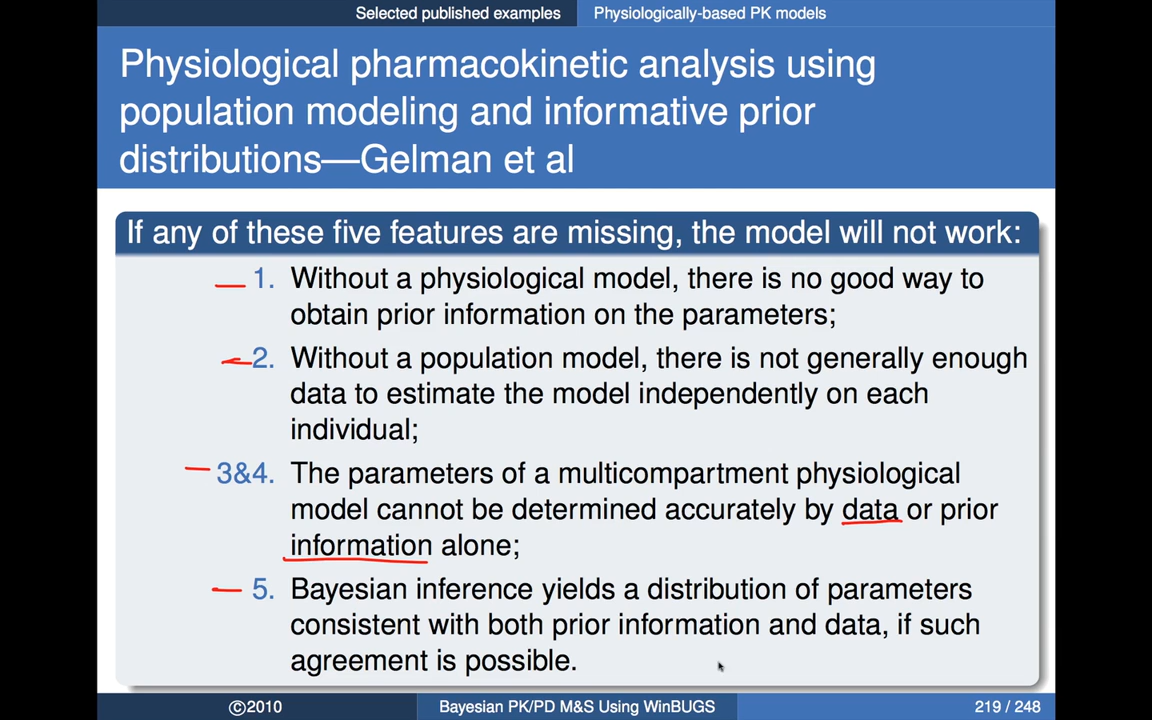 Selected published examples Physiologically-based PK models
Physiological pharmacokinetic analysis using
population modeling and informative prior
distributions—Gelman et al
If any of these five features are missing, the model will not work:
1. Without a physiological model, there is no good way to
obtain prior information on the parameters;
2. Without a population model, there is not generally enough
data to estimate the model independently on each
individual;
3&4. The parameters of a multicompartment physiological
model cannot be determined accurately by data or prior
information alone;
5. Bayesian inference yields a distribution of parameters
consistent with both prior information and data, if such
agreement is possible.
©2010 Bayesian PK/PD M&S Using WinBUGS 219 / 248